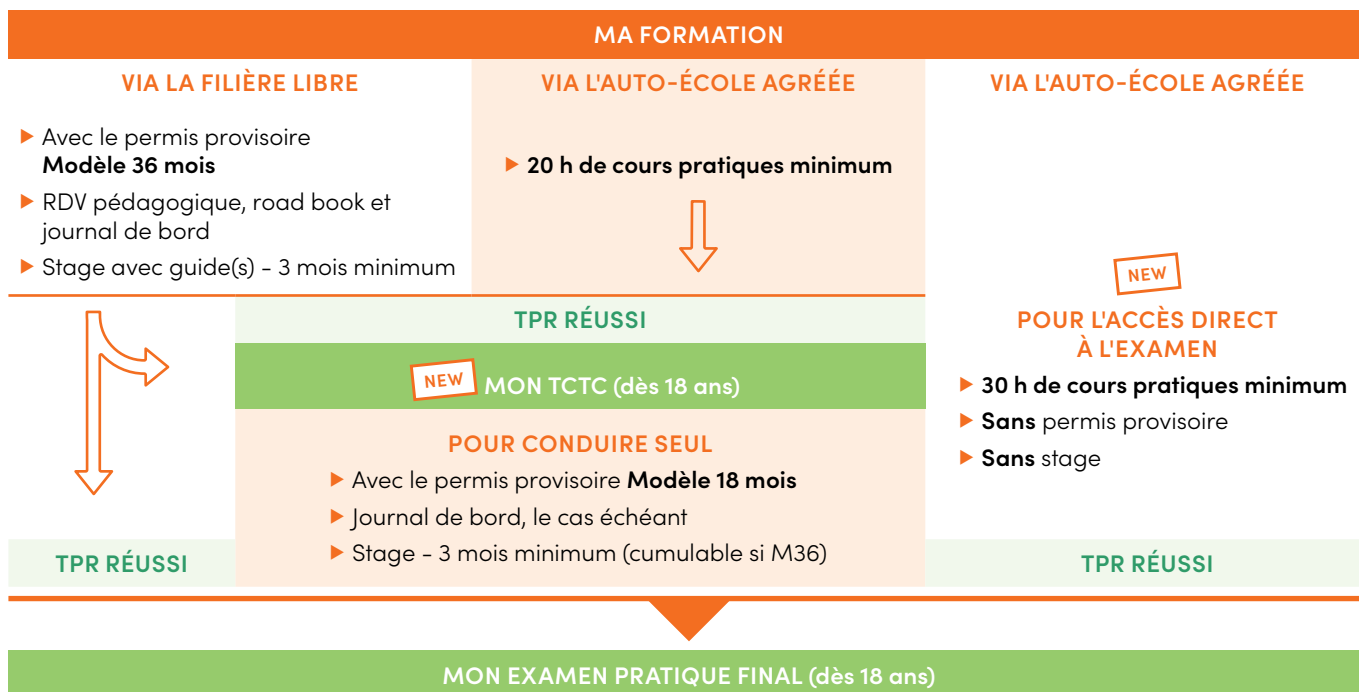 MA FORMATION
VIA LA FILIÈRE LIBRE
Avec le permis provisoire
Modèle 36 mois
RDV pédagogique, road book et
journal de bord
Stage avec guide(s) - 3 mois minimum
VIA L'AUTO-ÉCOLE AGRÉÉE
20 h de cours pratiques minimum
VIA L'AUTO-ÉCOLE AGRÉÉE
NEW
POUR L'ACCÈS DIRECT
À L'EXAMEN
30 h de cours pratiques minimum
Sans permis provisoire
Sans stage
TPR RÉUSSI
NEW MON TCTC (dès 18 ans)
POUR CONDUIRE SEUL
Avec le permis provisoire Modèle 18 mois
Journal de bord, le cas échéant
Stage - 3 mois minimum (cumulable si M36)
TPR RÉUSSI
TPR RÉUSSI
MON EXAMEN PRATIQUE FINAL (dès 18 ans)